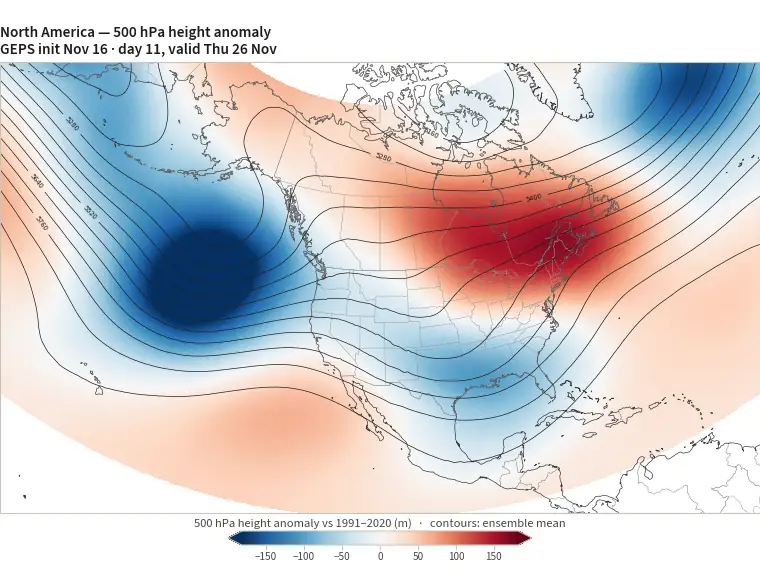 North America — 500 hPa height anomaly
GEPS init Nov 16 · day 11, valid Thu 26 Nov
5280
5280
5640
5520
5760
5400
500 hPa height anomaly vs 1991–2020 (m) · contours: ensemble mean
−150 −100 −50 0 50 100 150